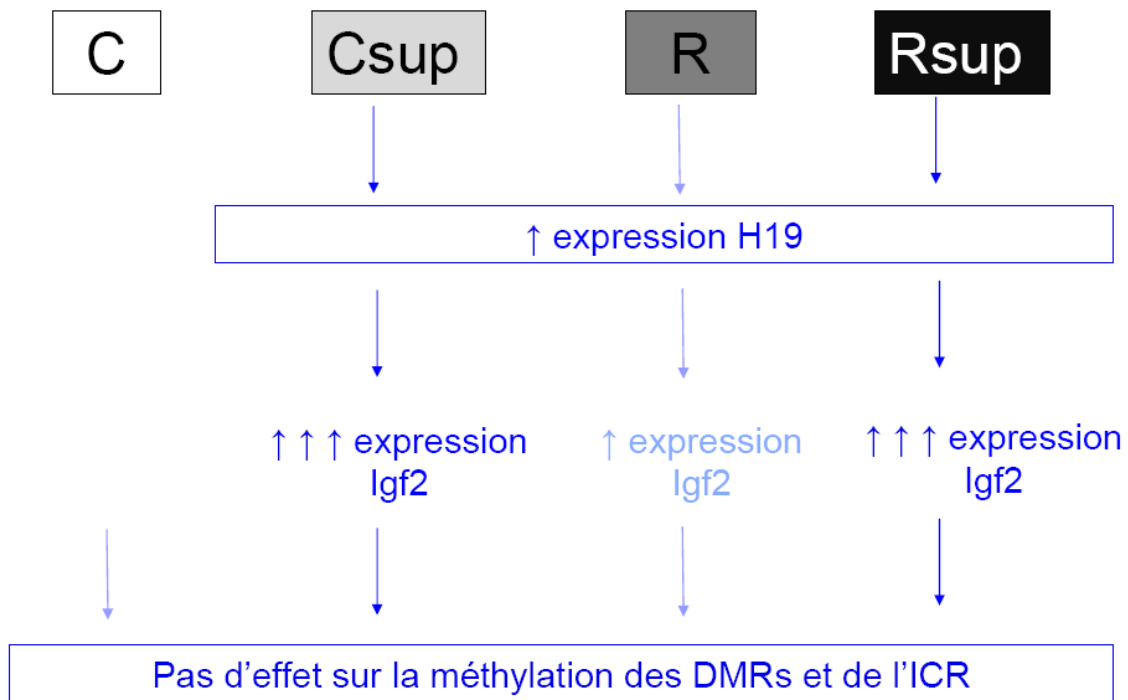 C Csup R Rsup
↑ expression H19
↑ ↑ ↑ expression ↑ expression ↑ ↑ ↑ expression
Igf2 Igf2 Igf2
Pas d'effet sur la méthylation des DMRs et de l'ICR